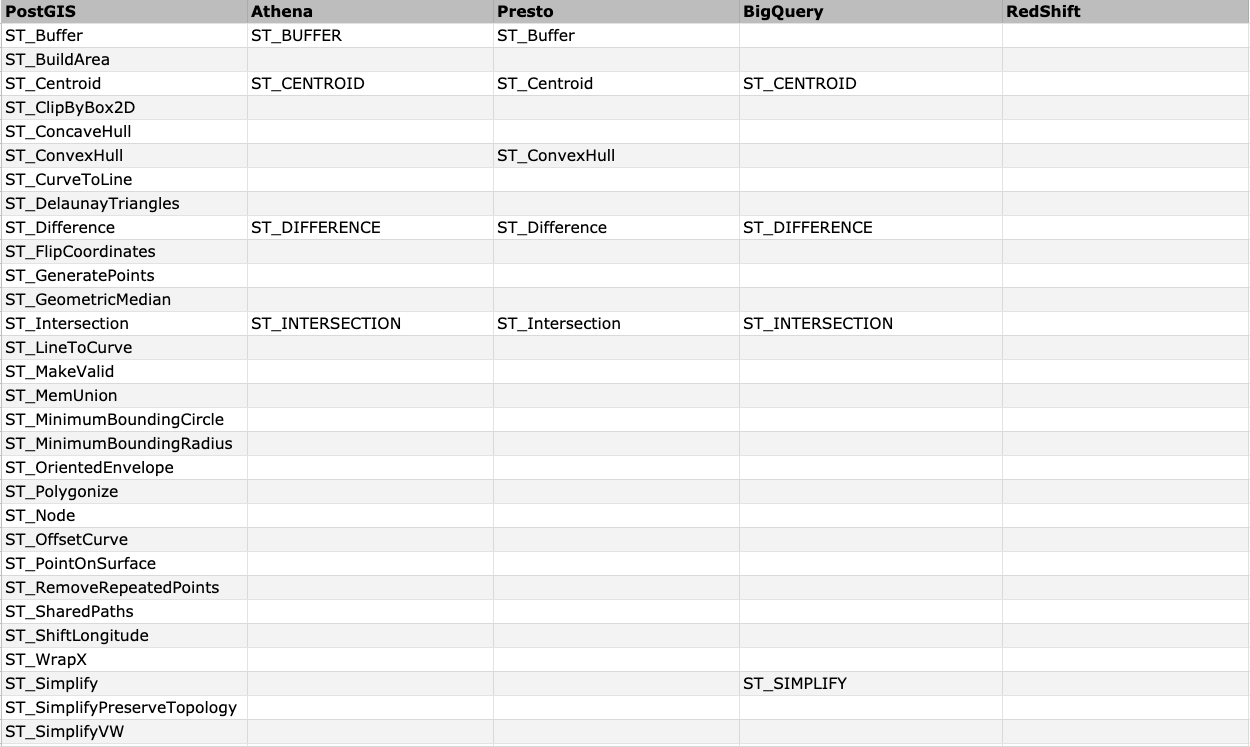 PostGIS Athena Presto BigQuery RedShift
ST_Buffer ST_BUFFER ST_Buffer
ST_BuildArea
ST_Centroid ST_CENTROID ST_Centroid ST_CENTROID
ST_ClipByBox2D
ST_ConcaveHull
ST_ConvexHull ST_ConvexHull
ST_CurveToLine
ST_DelaunayTriangles
ST_Difference ST_DIFFERENCE ST_Difference ST_DIFFERENCE
ST_FlipCoordinates
ST_GeneratePoints
ST_GeometricMedian
ST_Intersection ST_INTERSECTION ST_Intersection ST_INTERSECTION
ST_LineToCurve
ST_MakeValid
ST_MemUnion
ST_MinimumBoundingCircle
ST_MinimumBoundingRadius
ST_OrientedEnvelope
ST_Polygonize
ST_Node
ST_OffsetCurve
ST_PointOnSurface
ST_RemoveRepeatedPoints
ST_SharedPaths
ST_ShiftLongitude
ST_WrapX
ST_Simplify ST_SIMPLIFY
ST_SimplifyPreserveTopology
ST_SimplifyVW